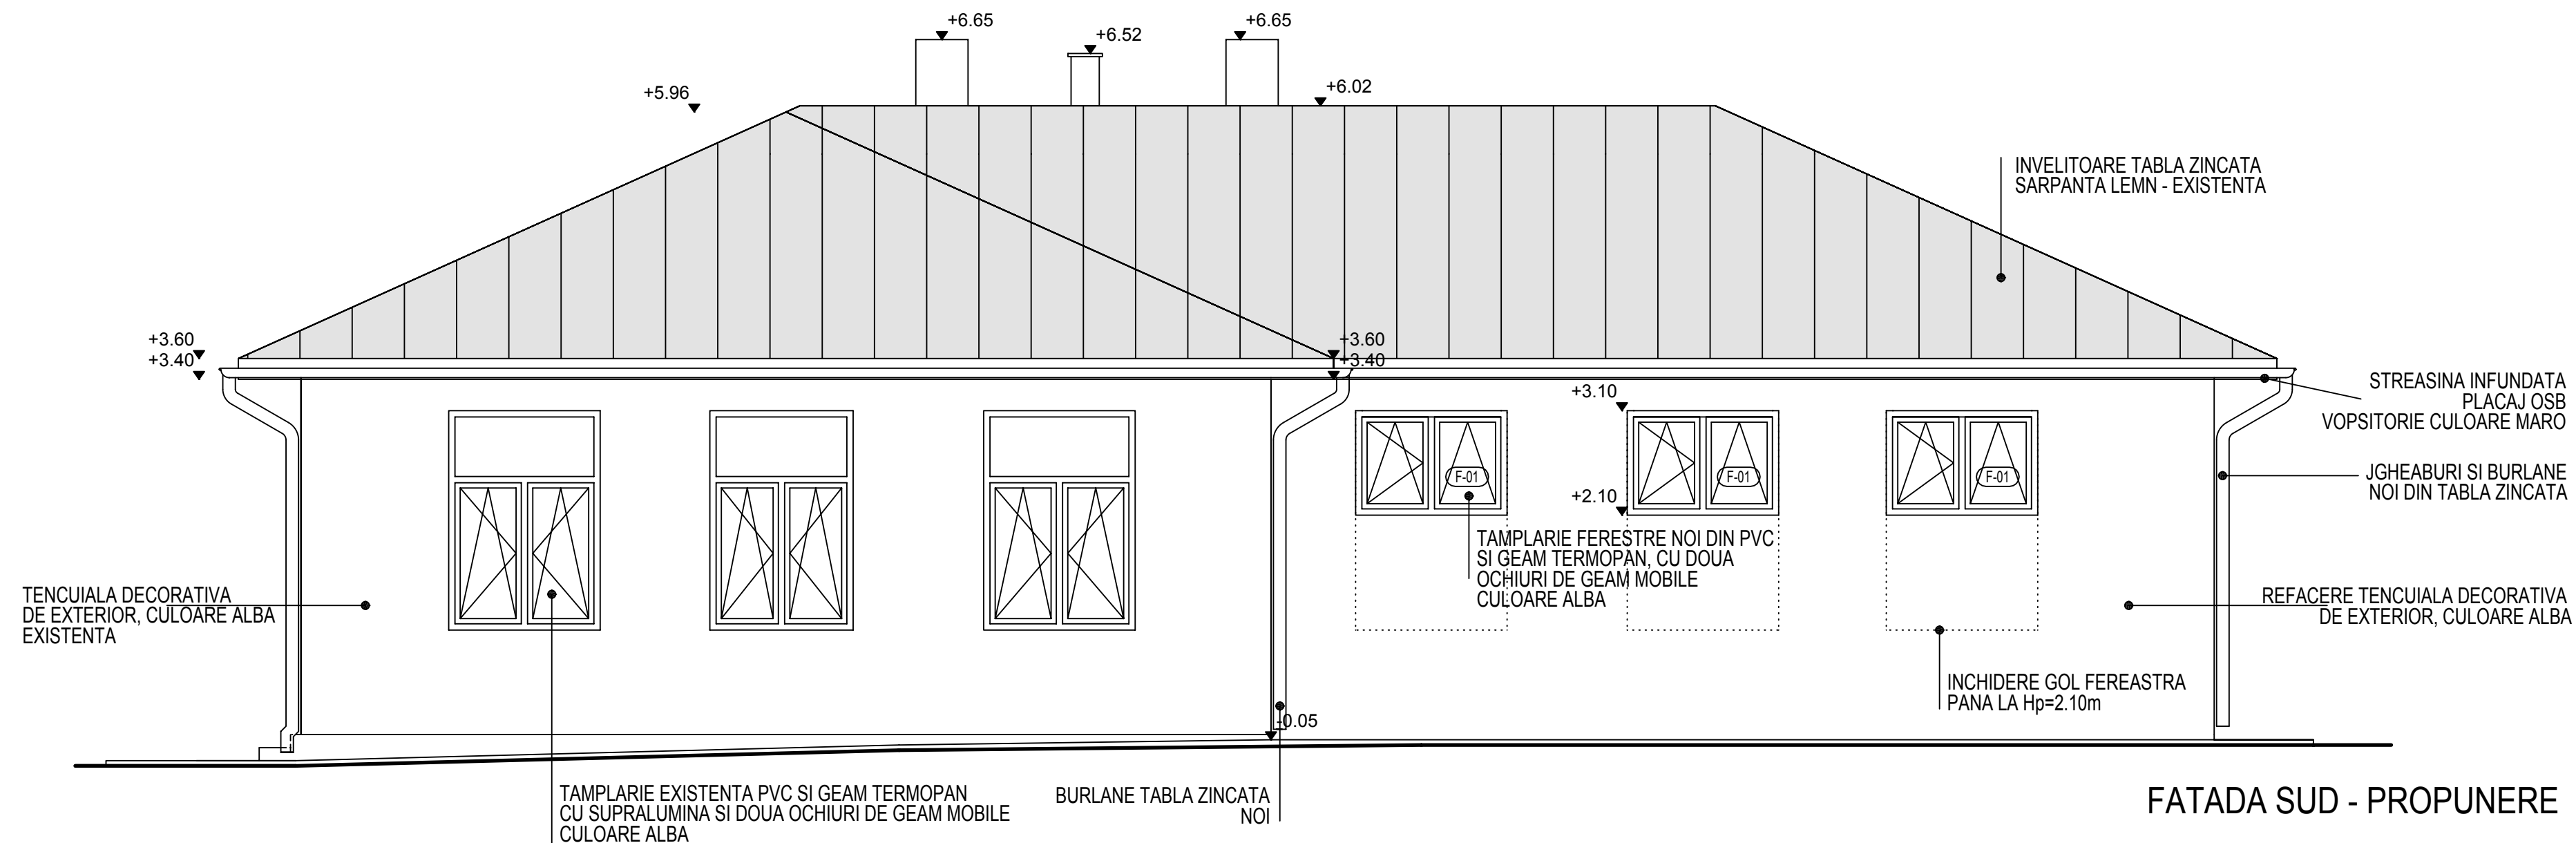 +6.65
+6.52
+6.65
+5.96
+6.02
INVELITOARE TABLA ZINCATA
SARPANTA LEMN - EXISTENTA
+3.60
+3.40
+3.60
+3.40
+3.10
STREASINA INFUNDATA
PLACAJ OSB
VOPSITORIE CULOARE MARO
F-01
F-01
F-01
JGHEABURI SI BURLANE
NOI DIN TABLA ZINCATA
+2.10
TAMPLARIE FERESTRE NOI DIN PVC
SI GEAM TERMOPAN, CU DOUA
OCHIURI DE GEAM MOBILE
CULOARE ALBA
TENCUIALA DECORATIVA
DE EXTERIOR, CULOARE ALBA
EXISTENTA
REFACERE TENCUIALA DECORATIVA
DE EXTERIOR, CULOARE ALBA
INCHIDERE GOL FEREASTRA
PANA LA Hp=2.10m
-0.05
TAMPLARIE EXISTENTA PVC SI GEAM TERMOPAN
CU SUPRALUMINA SI DOUA OCHIURI DE GEAM MOBILE
CULOARE ALBA
BURLANE TABLA ZINCATA
NOI
FATADA SUD - PROPUNERE